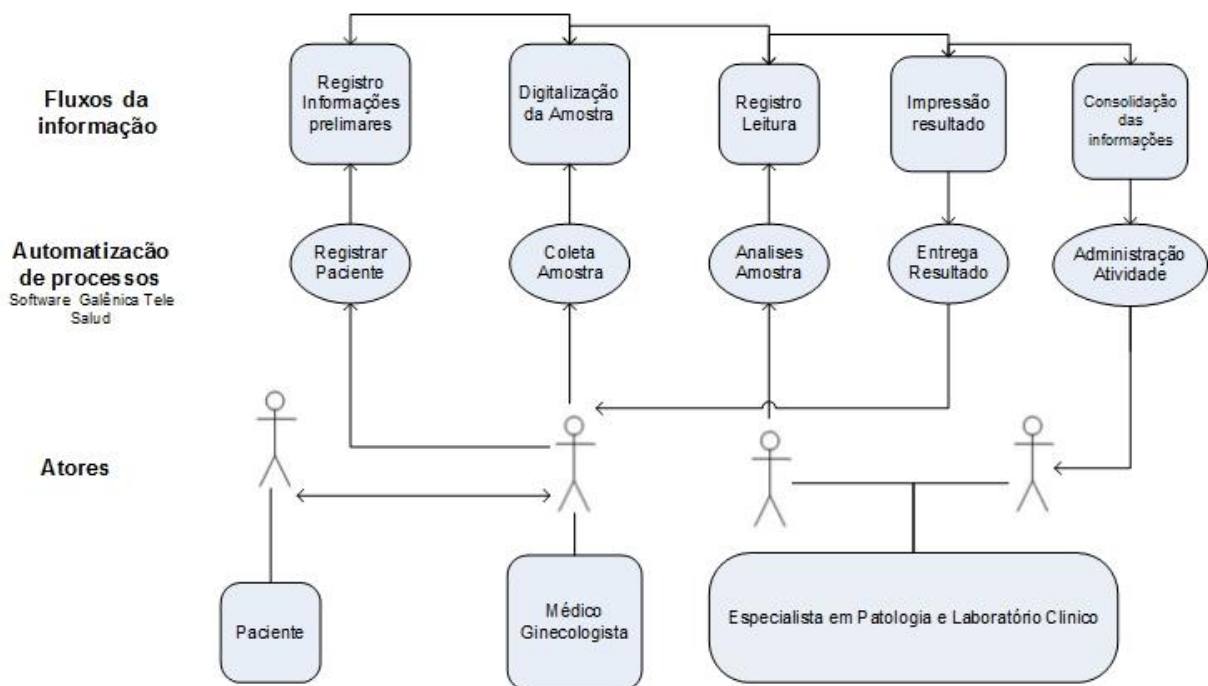 Fluxos da
informação
Registro
Informações
prelimares
Digitalização
da Amostra
Registro
Leitura
Impressão
resultado
Consolidação
das
informações
Automatização
de processos
Software Galênica Tele
Salud
Registrar
Paciente
Coleta
Amostra
Analises
Amostra
Entrega
Resultado
Administração
Atividade
Atores
Paciente
Médico
Ginecologista
Especialista em Patologia e Laboratório Clinico